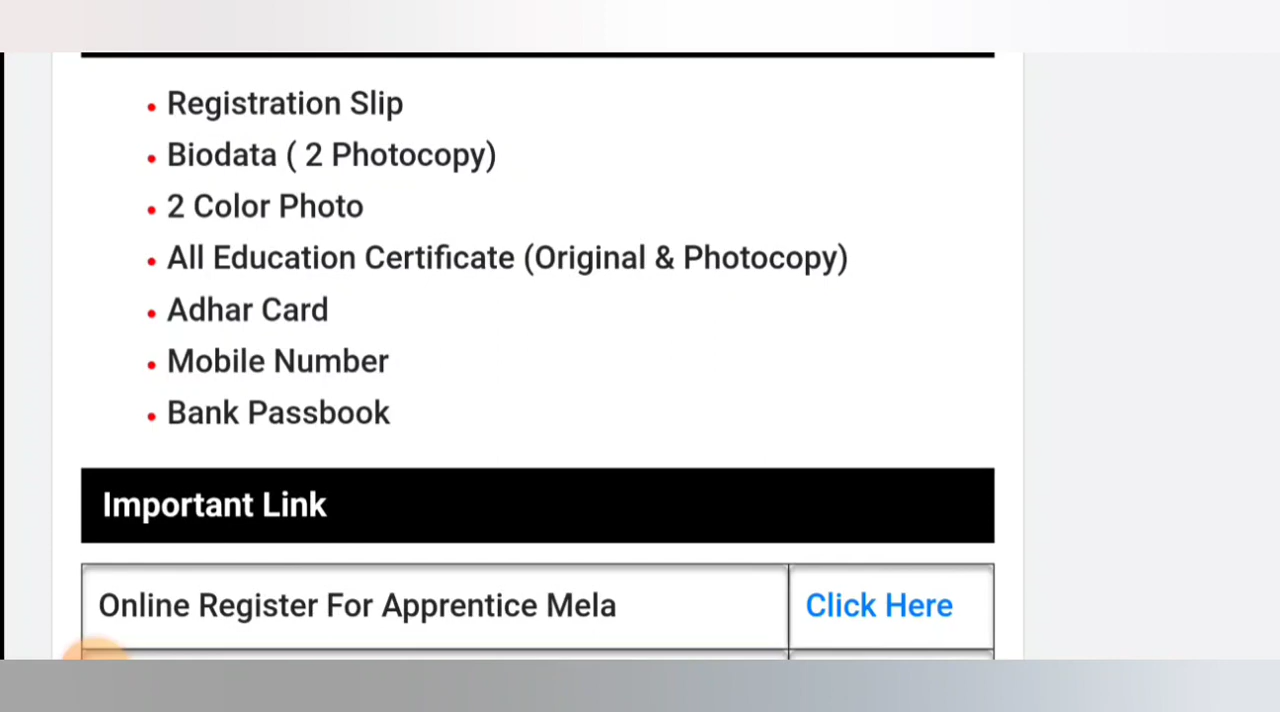 Registration Slip
Biodata ( 2 Photocopy)
2 Color Photo
All Education Certificate (Original & Photocopy)
Adhar Card
Mobile Number
Bank Passbook
Important Link
Online Register For Apprentice Mela Click Here